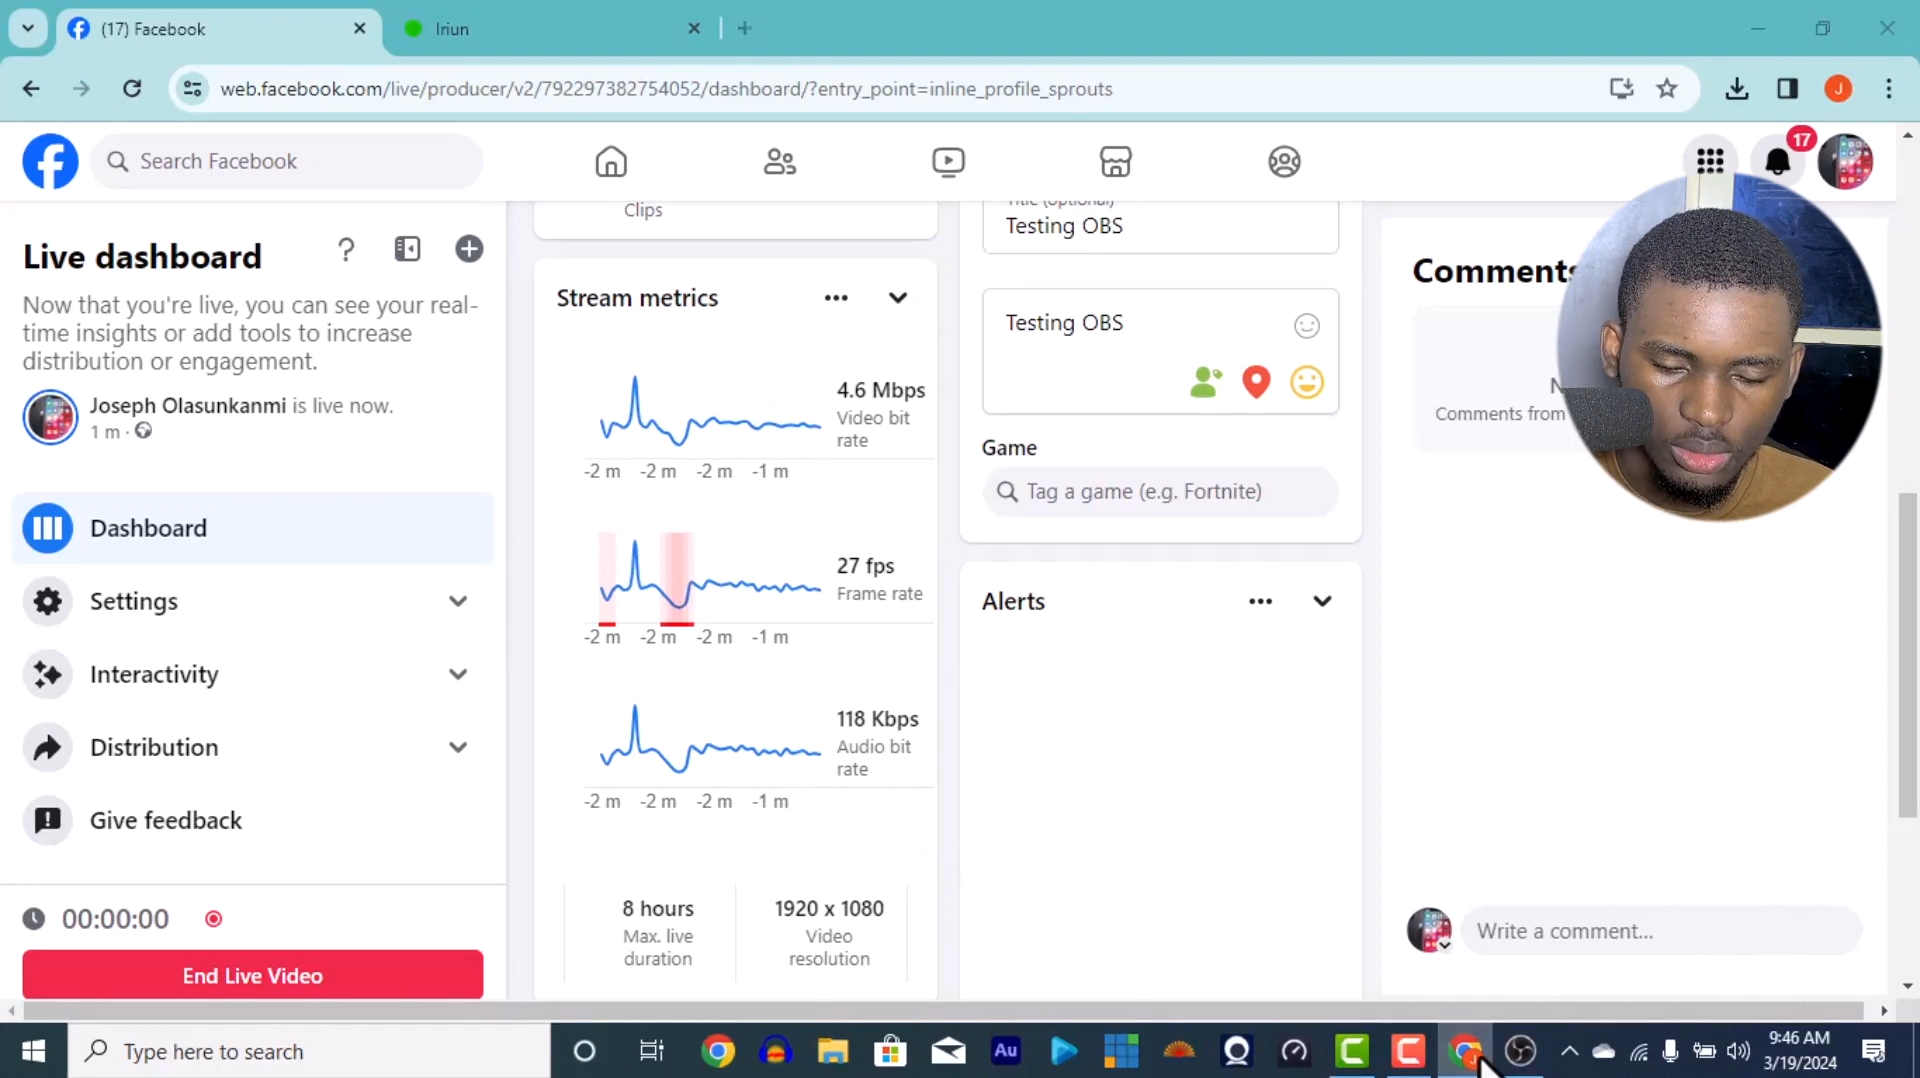 (17) Facebook
Iriun
web.facebook.com/live/producer/v2/792297382754052/dashboard/?entry_point=inline_profile_sprouts
J
Search Facebook
17
Live dashboard
Now that you're live, you can see your real-
time insights or add tools to increase
distribution or engagement.
Joseph Olasunkanmi is live now.
1 m ·
Dashboard
Settings
Interactivity
Distribution
Give feedback
00:00:00
End Live Video
Clips
Stream metrics
4.6 Mbps
Video bit
rate
-2 m -2 m -2 m -1 m
27 fps
Frame rate
-2 m -2 m -2 m -1 m
118 Kbps
Audio bit
rate
-2 m -2 m -2 m -1 m
8 hours
Max. live
duration
1920 x 1080
Video
resolution
Title (optional)
Testing OBS
Testing OBS
Game
Tag a game (e.g. Fortnite)
Alerts
Comments
Comments from
Write a comment...
Type here to search
Au
9:46 AM
3/19/2024